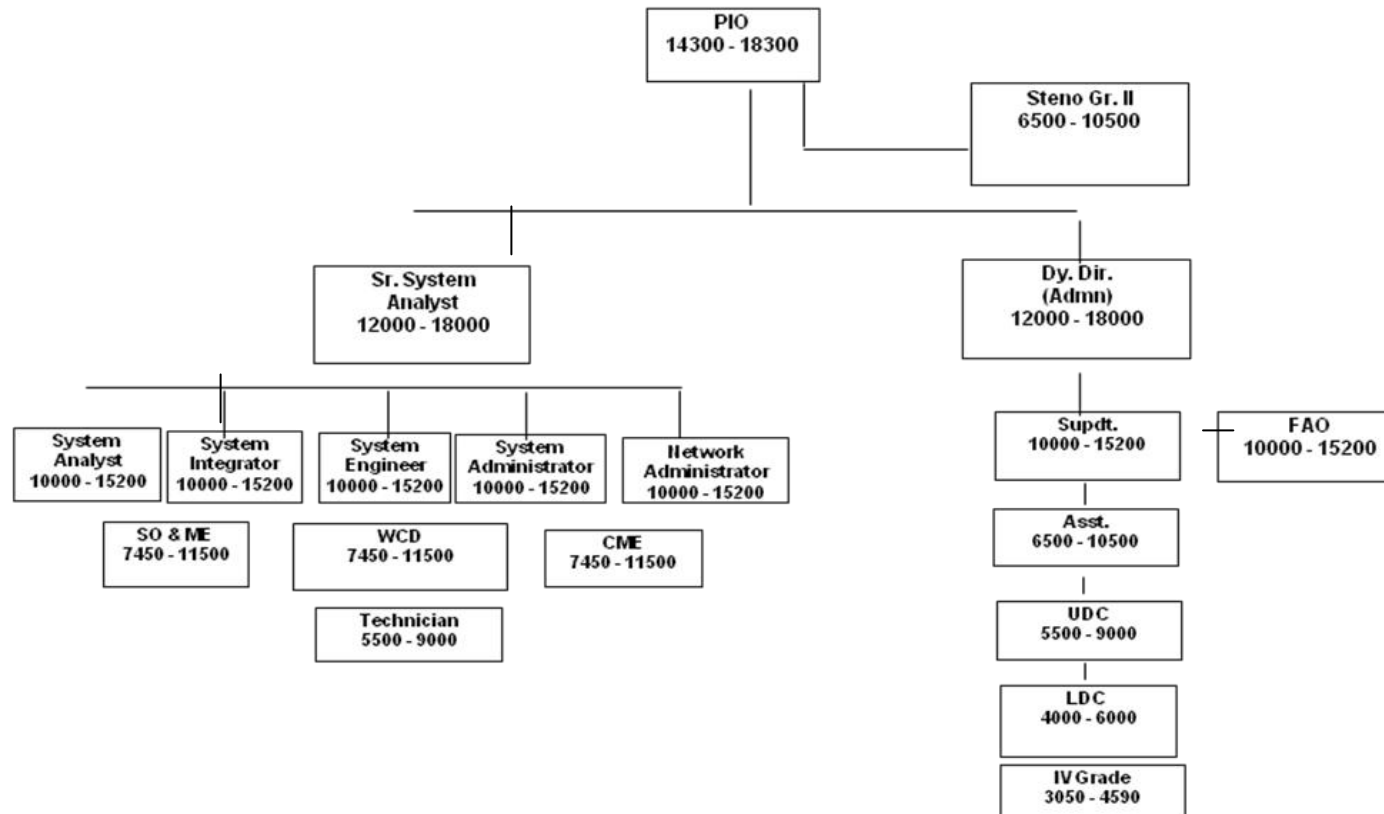 PIO
14300 - 18300
Steno Gr. II
6500 - 10500
Sr. System
Analyst
12000 - 18000
Dy. Dir.
(Admn)
12000 - 18000
System
Analyst
10000 - 15200
System
Integrator
10000 - 15200
System
Engineer
10000 - 15200
System
Administrator
10000 - 15200
Network
Administrator
10000 - 15200
Supdt.
10000 - 15200
FAO
10000 - 15200
SO & ME
7450 - 11500
WCD
7450 - 11500
CME
7450 - 11500
Asst.
6500 - 10500
Technician
5500 - 9000
UDC
5500 - 9000
LDC
4000 - 6000
IV Grade
3050 - 4590